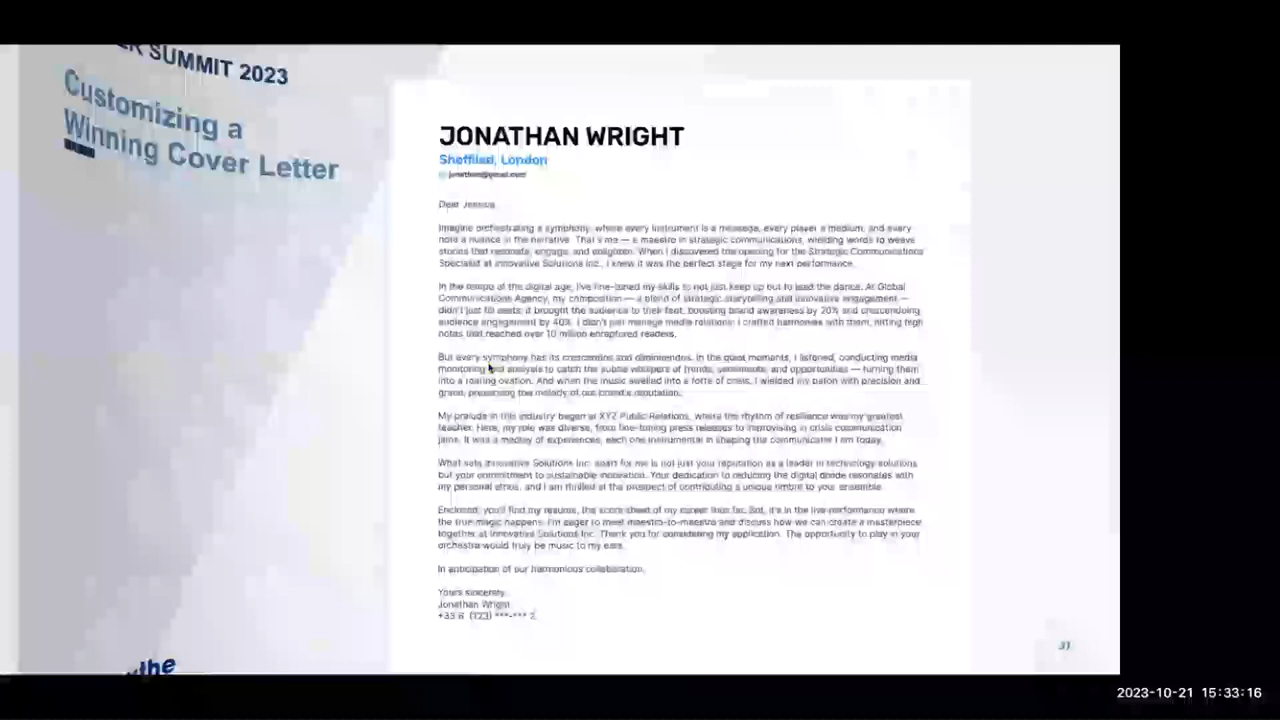 ER SUMMIT 2023
Customizing a
Winning Cover Letter
JONATHAN WRIGHT
Sheffiled, London
jonathan@gmail.com
Dear Jessica,
Imagine orchestrating a symphony, where every instrument is a message, every player a medium, and every
note a nuance in the narrative. That's me — a maestro in strategic communications, wielding words to weave
stories that resonate, engage, and enlighten. When I discovered the opening for the Strategic Communications
Specialist at Innovative Solutions Inc., I knew it was the perfect stage for my next performance.
In the tempo of the digital age, I've fine-tuned my skills to not just keep up but to lead the dance. At Global
Communications Agency, my composition — a blend of strategic storytelling and innovative engagement —
didn't just fill seats; it brought the audience to their feet, boosting brand awareness by 20% and crescendoing
audience engagement by 40%. I didn't just manage media relations; I crafted harmonies with them, hitting high
notes that reached over 10 million enraptured readers.
But every symphony has its crescendos and diminuendos. In the quiet moments, I listened, conducting media
monitoring and analysis to catch the subtle whispers of trends, sentiments, and opportunities — turning them
into a roaring ovation. And when the music swelled into a forte of crisis, I wielded my baton with precision and
grace, preserving the melody of our brand's reputation.
My prelude in this industry began at XYZ Public Relations, where the rhythm of resilience was my greatest
teacher. Here, my role was diverse, from fine-tuning press releases to improvising in crisis communication
jams. It was a medley of experiences, each one instrumental in shaping the communicator I am today.
What sets Innovative Solutions Inc. apart for me is not just your reputation as a leader in technology solutions
but your commitment to sustainable innovation. Your dedication to reducing the digital divide resonates with
my personal ethos, and I am thrilled at the prospect of contributing a unique timbre to your ensemble.
Enclosed, you'll find my resume, the score sheet of my career thus far. But, it's in the live performance where
the true magic happens. I'm eager to meet maestro-to-maestro and discuss how we can create a masterpiece
together at Innovative Solutions Inc. Thank you for considering my application. The opportunity to play in your
orchestra would truly be music to my ears.
In anticipation of our harmonious collaboration,
Yours sincerely,
Jonathan Wright
+33 6 (123) ***-*** 2
the
31
2023-10-21 15:33:16